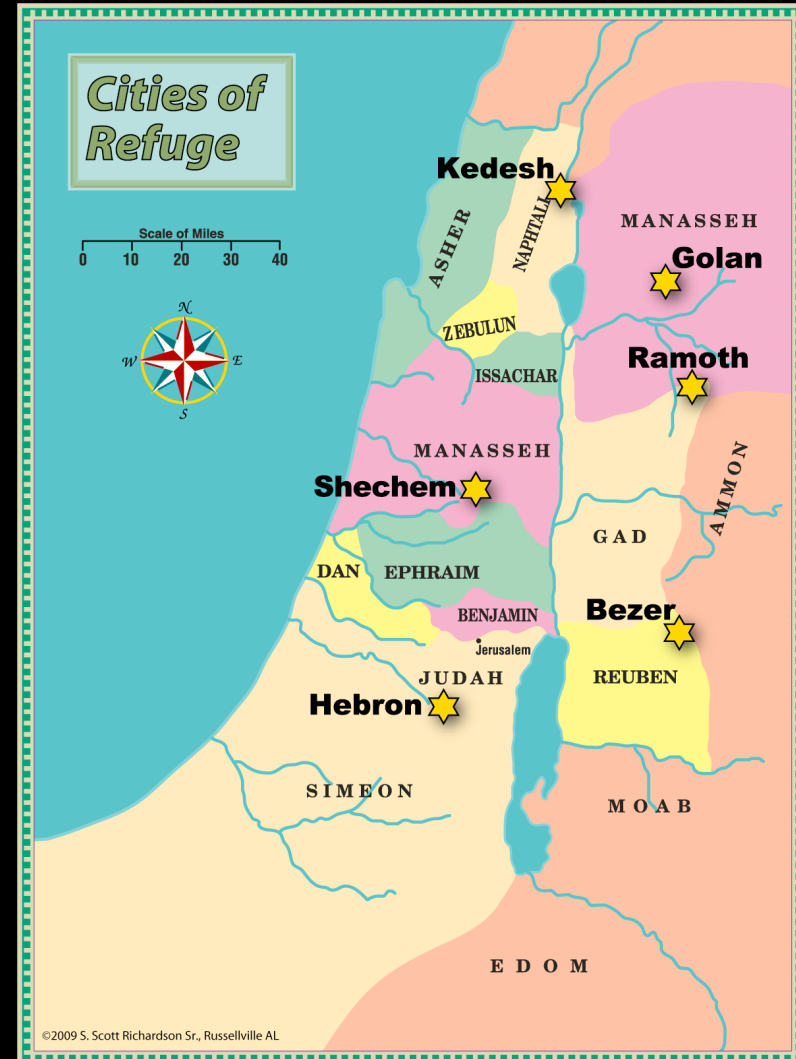 Cities of
Refuge
Scale of Miles
0 10 20 30 40
N
W E
S
Kedesh
ASHER
NAPHTALI
MANASSEH
Golan
ZEBULUN
ISSACHAR
Ramoth
MANASSEH
Shechem
AMMON
GAD
DAN
EPHRAIM
BENJAMIN
Bezer
Jerusalem
JUDAH
REUBEN
Hebron
SIMEON
MOAB
EDOM
©2009 S. Scott Richardson Sr., Russellville AL